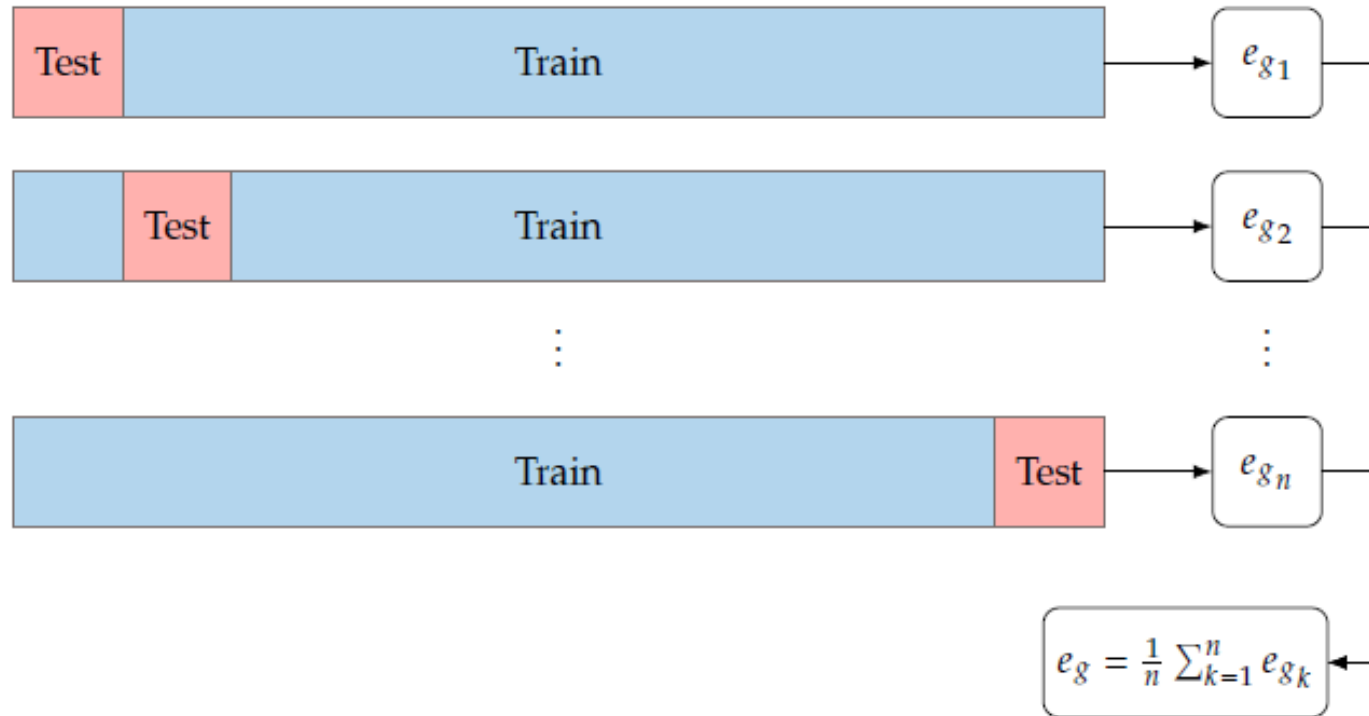 Test Train e_{g_1}
Test Train e_{g_2}
⋮ ⋮
Train Test e_{g_n}
e_g = \frac{1}{n} \sum_{k=1}^{n} e_{g_k}